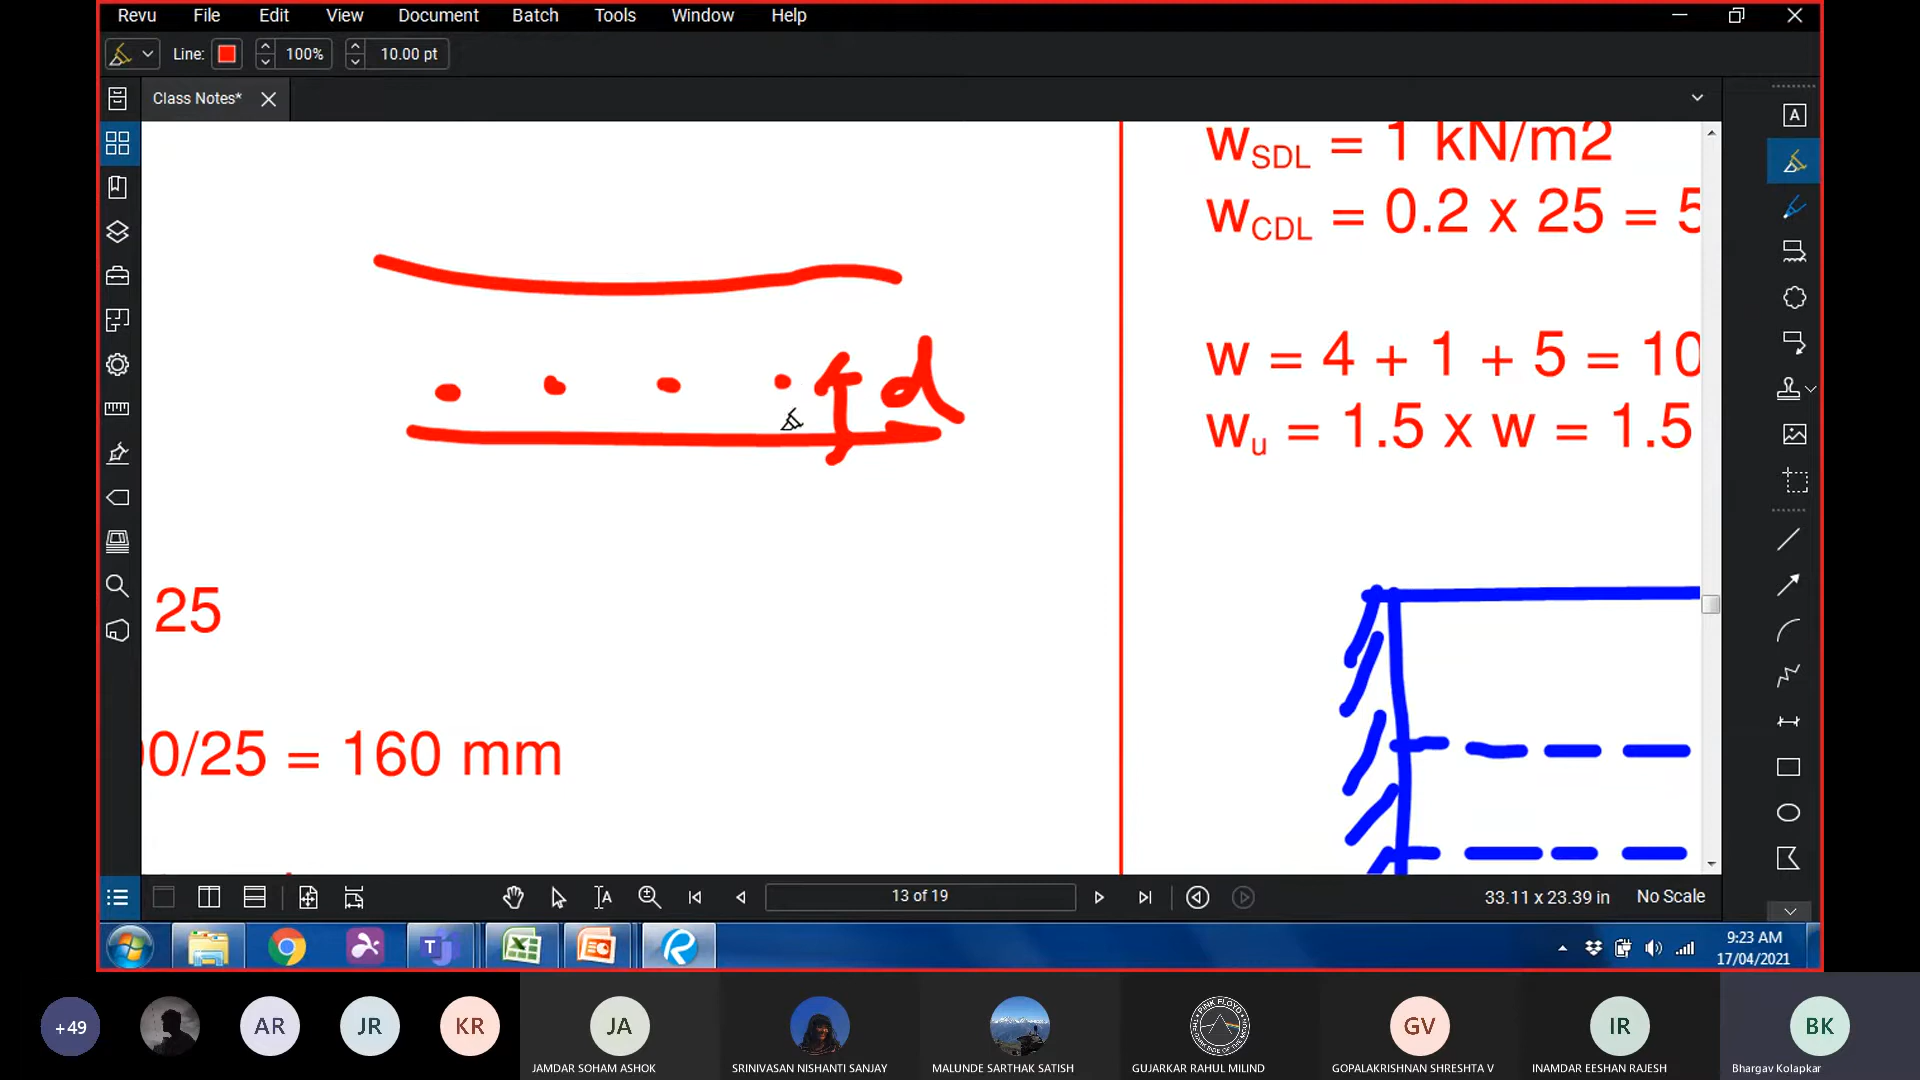 Revu File Edit View Document Batch Tools Window Help
Line: 100% 10.00 pt
Class Notes*
d
25
00/25 = 160 mm
wSDL = 1 kN/m2
wCDL = 0.2 x 25 = 5
w = 4 + 1 + 5 = 10
wu = 1.5 x w = 1.5
13 of 19
33.11 x 23.39 in No Scale
9:23 AM
17/04/2021
+49
AR
JR
KR
JA
JAMDAR SOHAM ASHOK
SRINIVASAN NISHANTI SANJAY
MALUNDE SARTHAK SATISH
PINK FLOYD
GUJARKAR RAHUL MILIND
GV
GOPALAKRISHNAN SHRESHTA V
IR
INAMDAR EESHAN RAJESH
BK
Bhargav Kolapkar